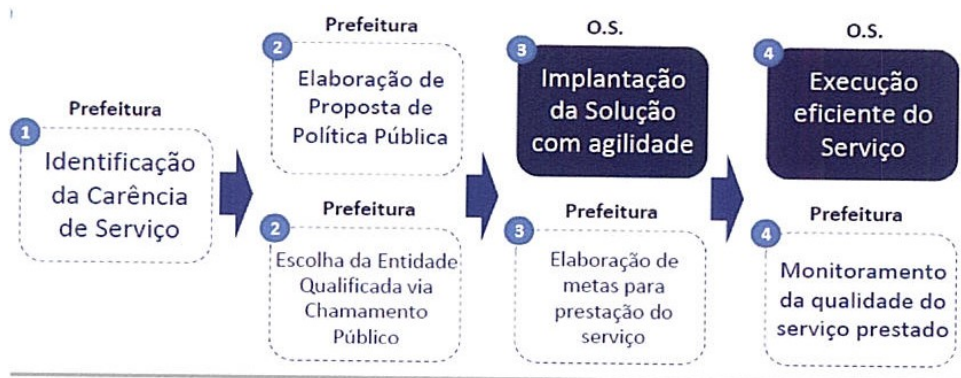 Prefeitura
1
Identificação
da Carência
de Serviço
Prefeitura
2
Elaboração de
Proposta de
Política Pública
Prefeitura
2
Escolha da Entidade
Qualificada via
Chamamento
Público
O.S.
3
Implantação
da Solução
com agilidade
Prefeitura
3
Elaboração de
metas para
prestação do
serviço
O.S.
4
Execução
eficiente do
Serviço
Prefeitura
4
Monitoramento
da qualidade do
serviço prestado